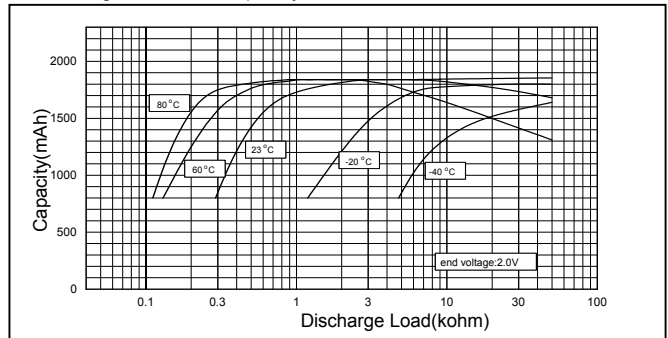 2000
1500
1000
500
0
Capacity(mAh)
80°C
60°C
23°C
-20°C
-40°C
end voltage:2.0V
0.1 0.3 1 3 10 30 100
Discharge Load(kohm)